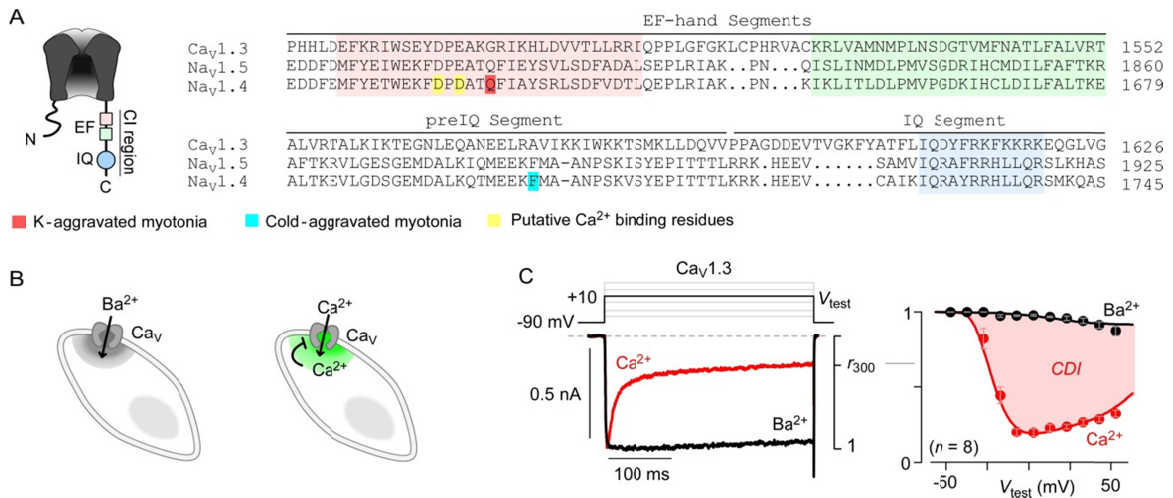 A
EF-hand Segments
CaV1.3 PHHLDEFKRIWSEYDPEAKGRIKHLDVVTLLRRIQPPLGFGKLCPHRVACKRLVAMNMPLNSDGTVMFNATLFALVRT 1552
NaV1.5 EDDFEMFYEIWEKFDPEATQFIEYSVLSDFADALSEPLRIAK..PN..QISLINMDLPMVSGDRIHCMDILFAFTKR 1860
NaV1.4 EDDFEMFYETWEKFDPDATQFIAYSRLSDFVDTLQEPLRIAK..PN...KIKLITLDLPMVPGDKIHCLDILFALTKE 1679
preIQ Segment IQ Segment
CaV1.3 ALVRTALKIKTEGNLEQANEELRAVIKKIWKKTSMKLLDQVVPPAGDDEVTVGKFYATFLIQDYFRKFKKRKEQGLVG 1626
NaV1.5 AFTKRVLGESGEMDALKIQMEEKFMA-ANPSKVSYEPITTTLRRK.HEEV......SAMVIQRAFRRHLLQRSLKHAS 1925
NaV1.4 ALTKEVLGDSGEMDALKQTMEEKFMA-ANPSKVSYEPITTTLKRK.HEEV......CAIKIQRAYRRHLLQRSMKQAS 1745
N
EF
IQ
CI region
C
K-aggravated myotonia Cold-aggravated myotonia Putative Ca2+ binding residues
B
Ba2+
CaV
Ca2+
CaV
Ca2+
C
CaV1.3
+10
-90 mV
Vtest
Ca2+
0.5 nA
Ba2+
100 ms
r300
1
1
Ba2+
CDI
Ca2+
(n = 8)
0
-50 50
Vtest (mV)